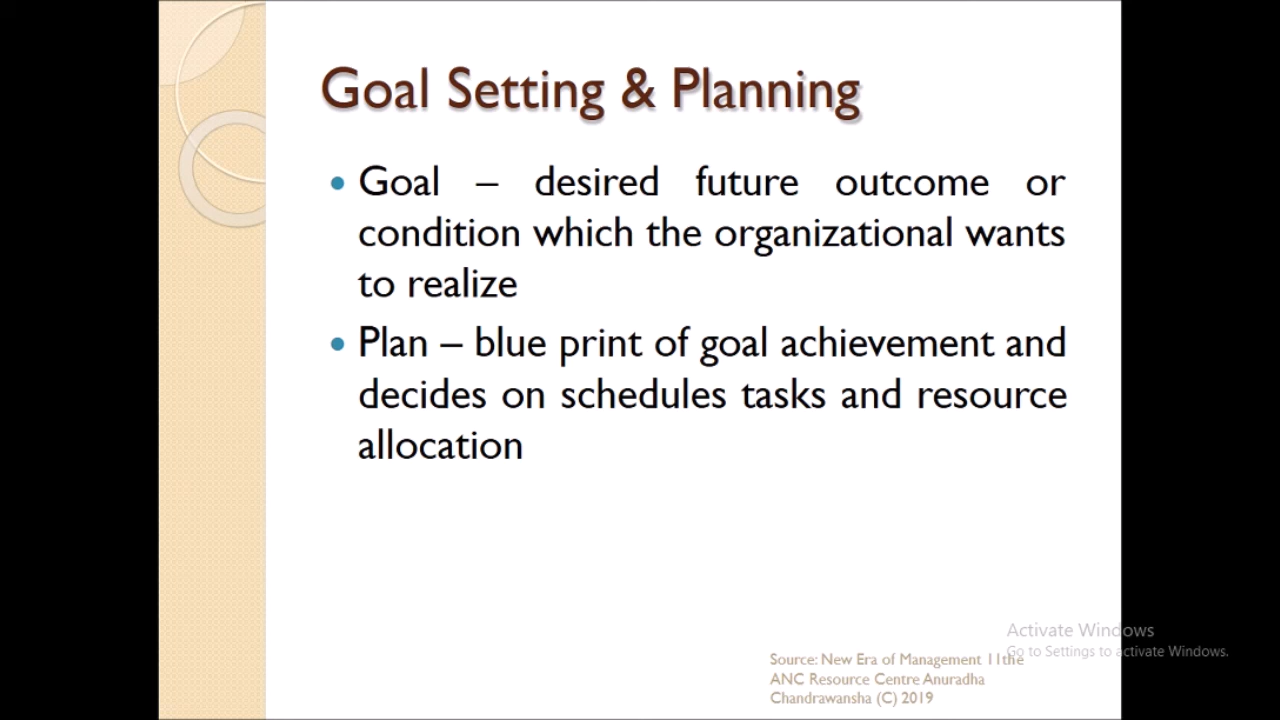 Goal Setting & Planning
• Goal – desired future outcome or
condition which the organizational wants
to realize
• Plan – blue print of goal achievement and
decides on schedules tasks and resource
allocation
Activate Windows
Go to Settings to activate Windows.
Source: New Era of Management 11the
ANC Resource Centre Anuradha
Chandrawansha (C) 2019